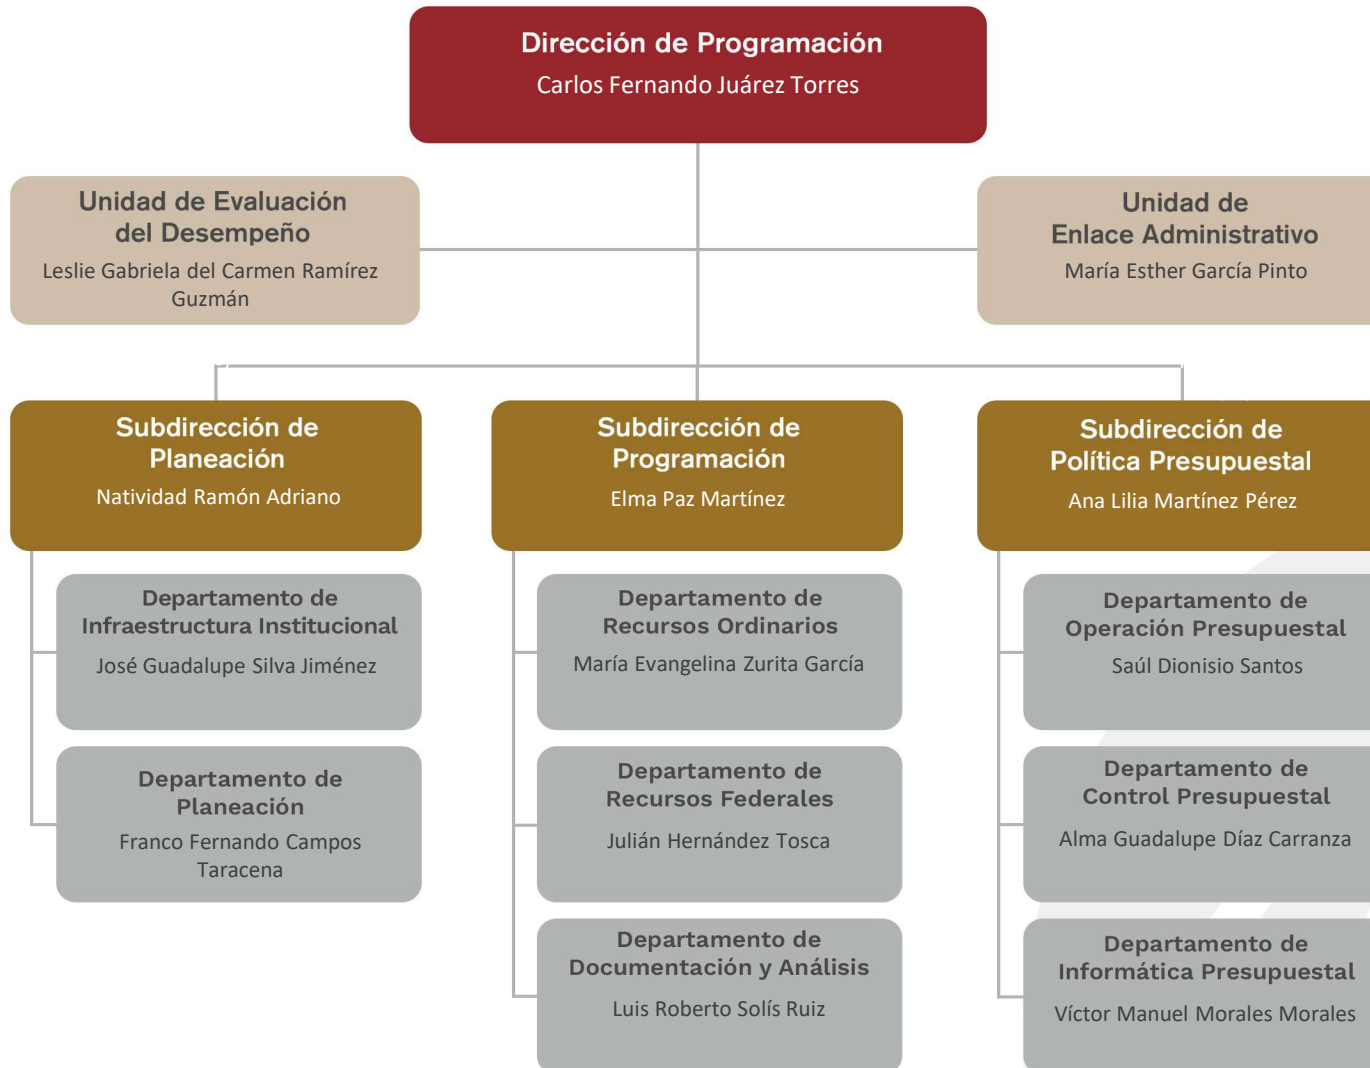 Dirección de Programación
Carlos Fernando Juárez Torres
Unidad de Evaluación
del Desempeño
Leslie Gabriela del Carmen Ramírez
Guzmán
Unidad de
Enlace Administrativo
María Esther García Pinto
Subdirección de
Planeación
Natividad Ramón Adriano
Subdirección de
Programación
Elma Paz Martínez
Subdirección de
Política Presupuestal
Ana Lilia Martínez Pérez
Departamento de
Infraestructura Institucional
José Guadalupe Silva Jiménez
Departamento de
Planeación
Franco Fernando Campos
Taracena
Departamento de
Recursos Ordinarios
María Evangelina Zurita García
Departamento de
Recursos Federales
Julián Hernández Tosca
Departamento de
Documentación y Análisis
Luis Roberto Solís Ruiz
Departamento de
Operación Presupuestal
Saúl Dionisio Santos
Departamento de
Control Presupuestal
Alma Guadalupe Díaz Carranza
Departamento de
Informática Presupuestal
Víctor Manuel Morales Morales